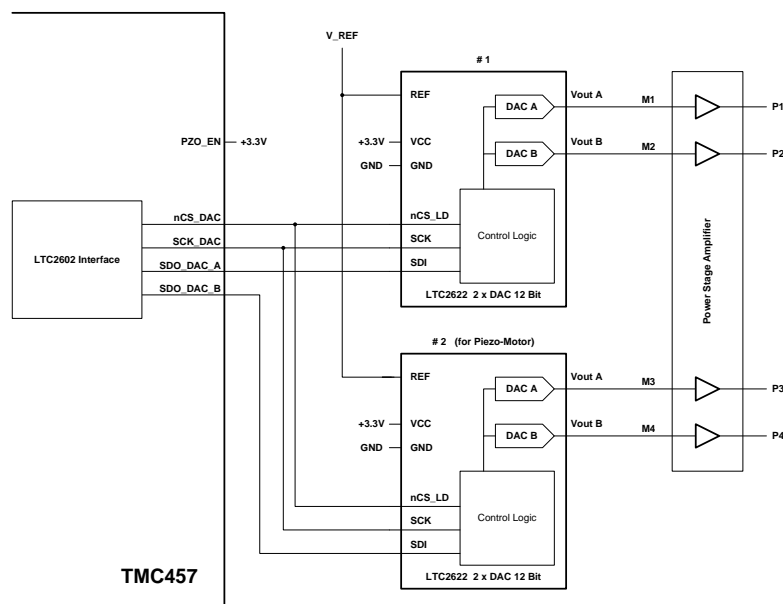 V_REF
# 1
REF
DAC A
Vout A
M1
P1
PZO_EN
+3.3V
+3.3V
VCC
DAC B
Vout B
M2
P2
GND
GND
nCS_DAC
nCS_LD
SCK_DAC
SCK
Control Logic
LTC2602 Interface
SDO_DAC_A
SDI
SDO_DAC_B
LTC2622 2 x DAC 12 Bit
Power Stage Amplifier
# 2 (for Piezo-Motor)
REF
DAC A
Vout A
M3
P3
+3.3V
VCC
DAC B
Vout B
M4
P4
GND
GND
nCS_LD
SCK
Control Logic
SDI
TMC457
LTC2622 2 x DAC 12 Bit